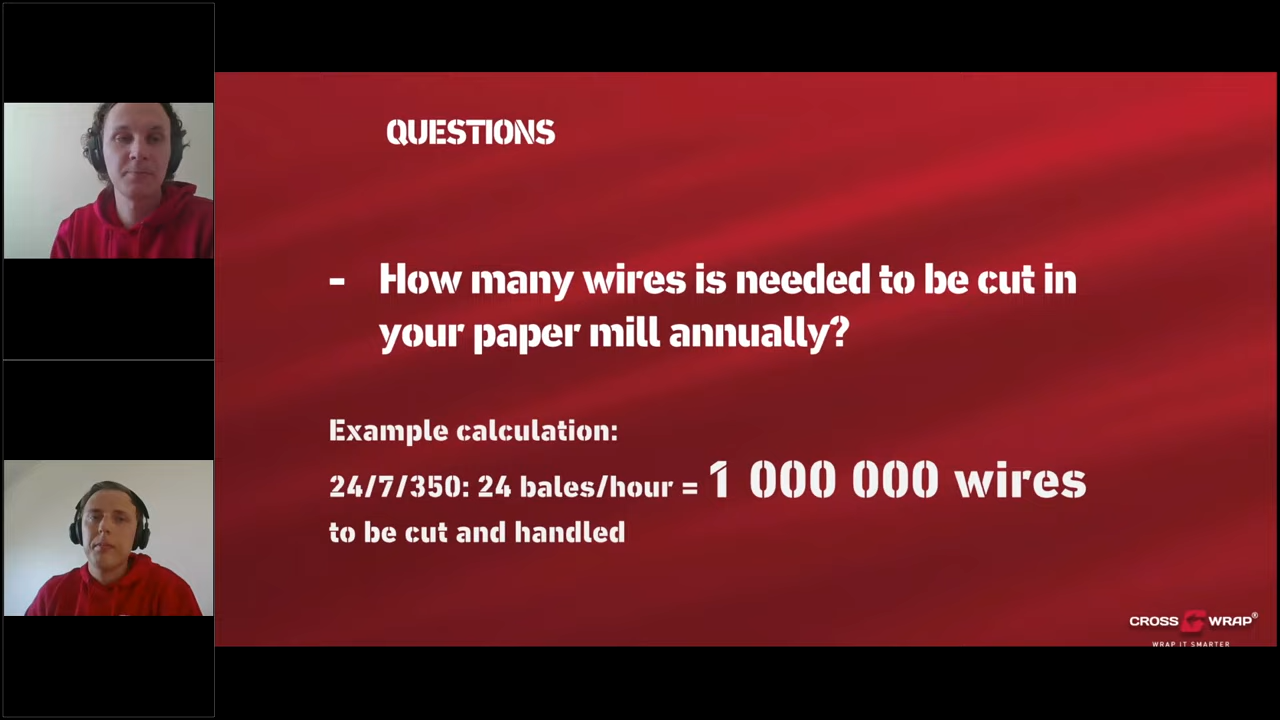 QUESTIONS
- How many wires is needed to be cut in
your paper mill annually?
Example calculation:
24/7/350: 24 bales/hour = 1 000 000 wires
to be cut and handled
CROSS WRAP®
WRAP IT SMARTER